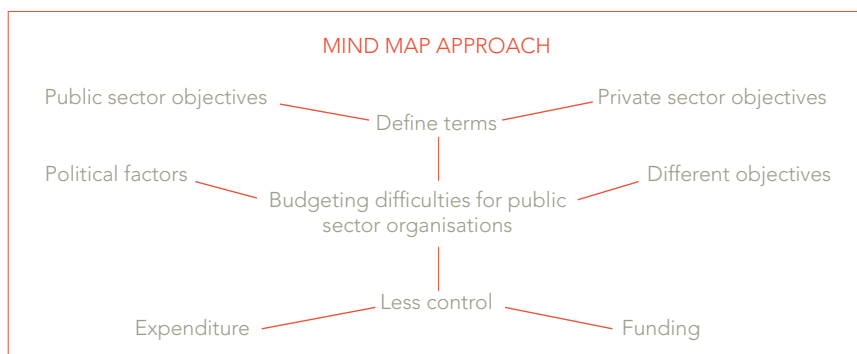 MIND MAP APPROACH
Public sector objectives
Private sector objectives
Define terms
Political factors
Different objectives
Budgeting difficulties for public
sector organisations
Less control
Expenditure
Funding